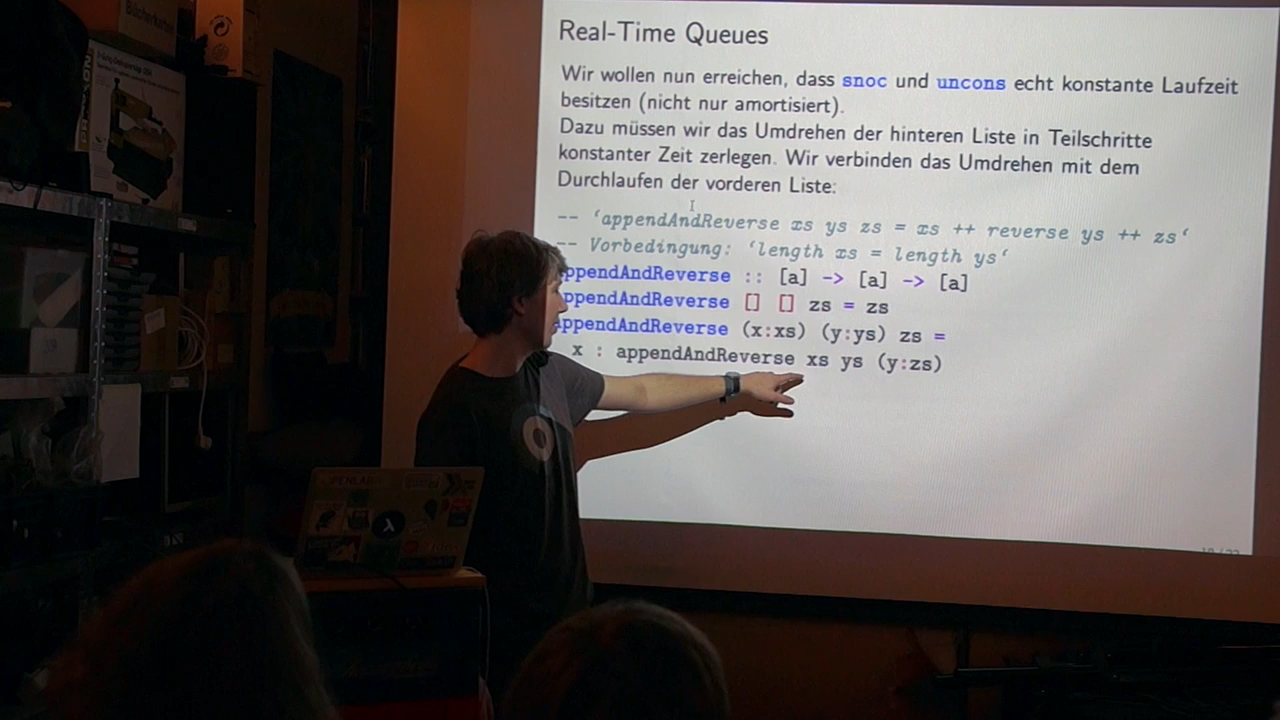 Real-Time Queues
Wir wollen nun erreichen, dass snoc und uncons echt konstante Laufzeit
besitzen (nicht nur amortisiert).
Dazu müssen wir das Umdrehen der hinteren Liste in Teilschritte
konstanter Zeit zerlegen. Wir verbinden das Umdrehen mit dem
Durchlaufen der vorderen Liste:
-- ‘appendAndReverse xs ys zs = xs ++ reverse ys ++ zs‘
-- Vorbedingung: ‘length xs = length ys‘
ppendAndReverse :: [a] -> [a] -> [a]
ppendAndReverse [] [] zs = zs
appendAndReverse (x:xs) (y:ys) zs =
x : appendAndReverse xs ys (y:zs)
OPENLAB
λ